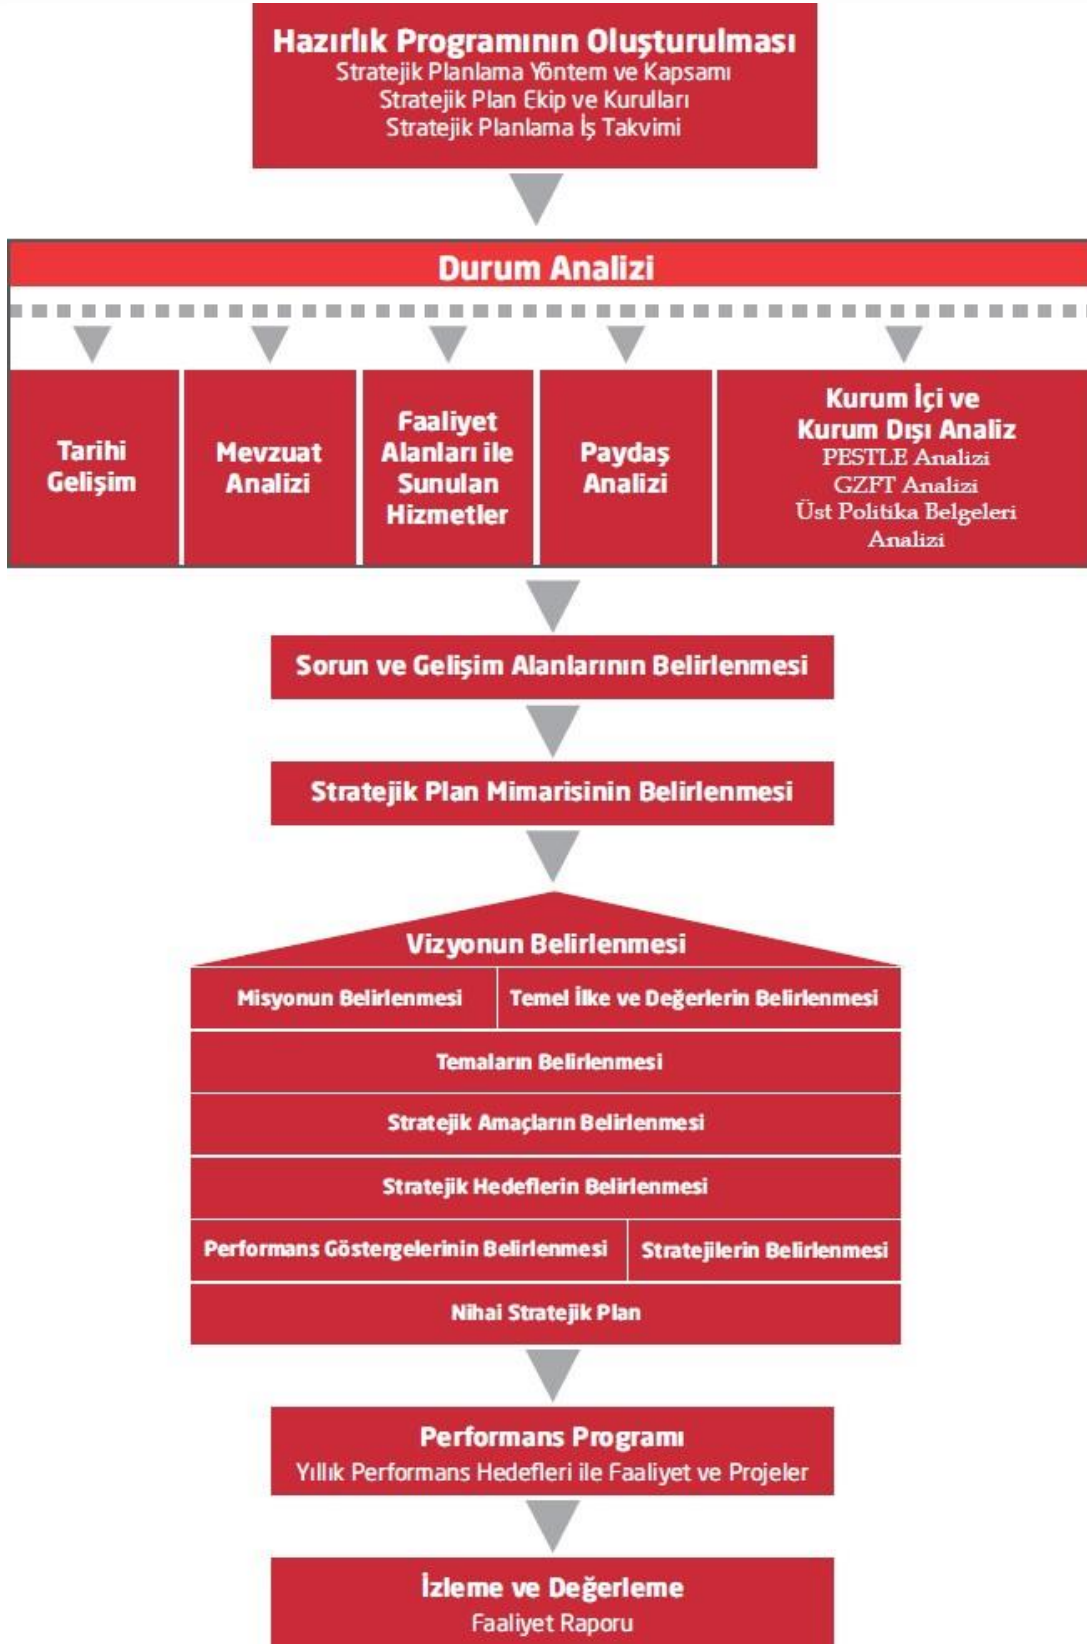 Hazırlık Programının Oluşturulması
Stratejik Planlama Yöntem ve Kapsamı
Stratejik Plan Ekip ve Kurulları
Stratejik Planlama İş Takvimi
Durum Analizi
Tarihi
Gelişim
Mevzuat
Analizi
Faaliyet
Alanları ile
Sunulan
Hizmetler
Paydaş
Analizi
Kurum İçi ve
Kurum Dışı Analiz
PESTLE Analizi
GZFT Analizi
Üst Politika Belgeleri
Analizi
Sorun ve Gelişim Alanlarının Belirlenmesi
Stratejik Plan Mimarisinin Belirlenmesi
Vizyonun Belirlenmesi
Misyonun Belirlenmesi
Temel İlke ve Değerlerin Belirlenmesi
Temaların Belirlenmesi
Stratejik Amaçların Belirlenmesi
Stratejik Hedeflerin Belirlenmesi
Performans Göstergelerinin Belirlenmesi
Stratejilerin Belirlenmesi
Nihai Stratejik Plan
Performans Programı
Yıllık Performans Hedefleri ile Faaliyet ve Projeler
İzleme ve Değerleme
Faaliyet Raporu